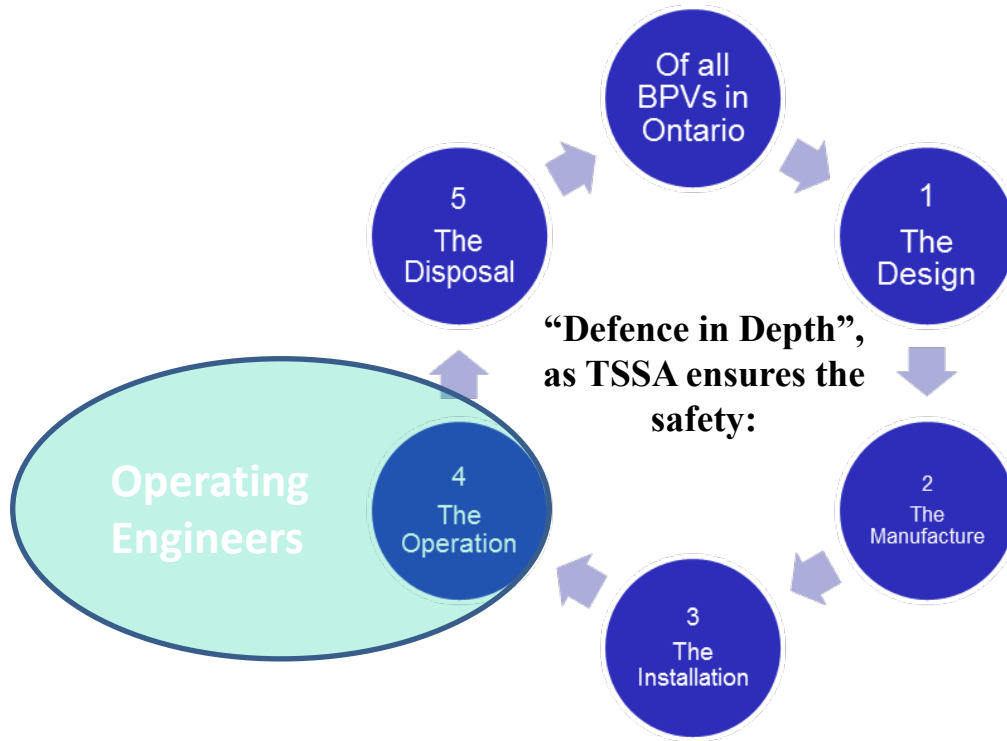 Of all
BPVs in
Ontario
1
The
Design
2
The
Manufacture
3
The
Installation
4
The
Operation
5
The
Disposal
“Defence in Depth”,
as TSSA ensures the
safety:
Operating
Engineers